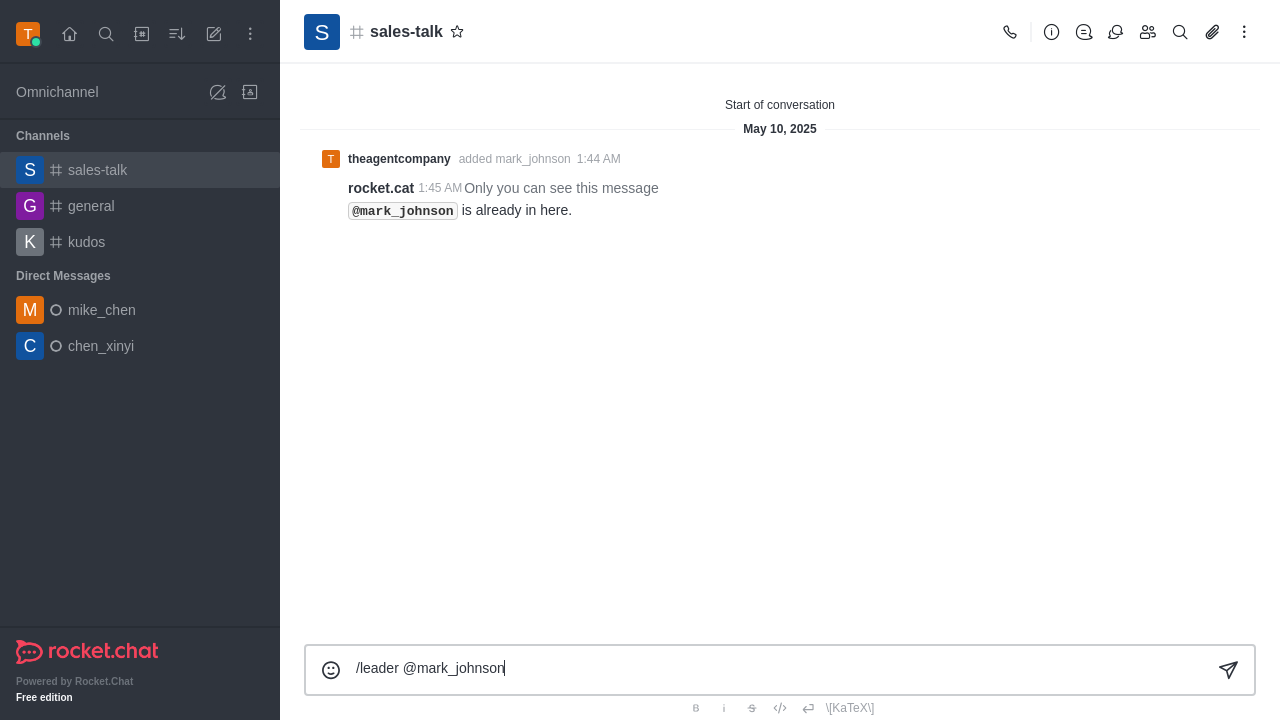 T
Omnichannel
Channels
S sales-talk
G general
K kudos
Direct Messages
M mike_chen
C chen_xinyi
rocket.chat
Powered by Rocket.Chat
Free edition
S sales-talk
Start of conversation
May 10, 2025
T theagentcompany added mark_johnson 1:44 AM
rocket.cat 1:45 AM Only you can see this message
@mark_johnson is already in here.
/leader @mark_johnson
B i S </> \[KaTeX\]